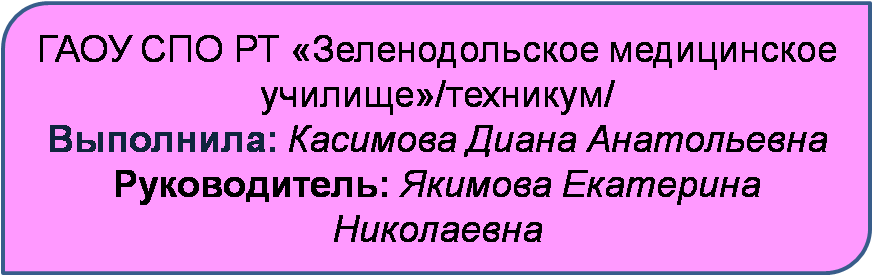 ГАОУ СПО РТ «Зеленодольское медицинское
училище»/техникум/
Выполнила: Касимова Диана Анатольевна
Руководитель: Якимова Екатерина
Николаевна